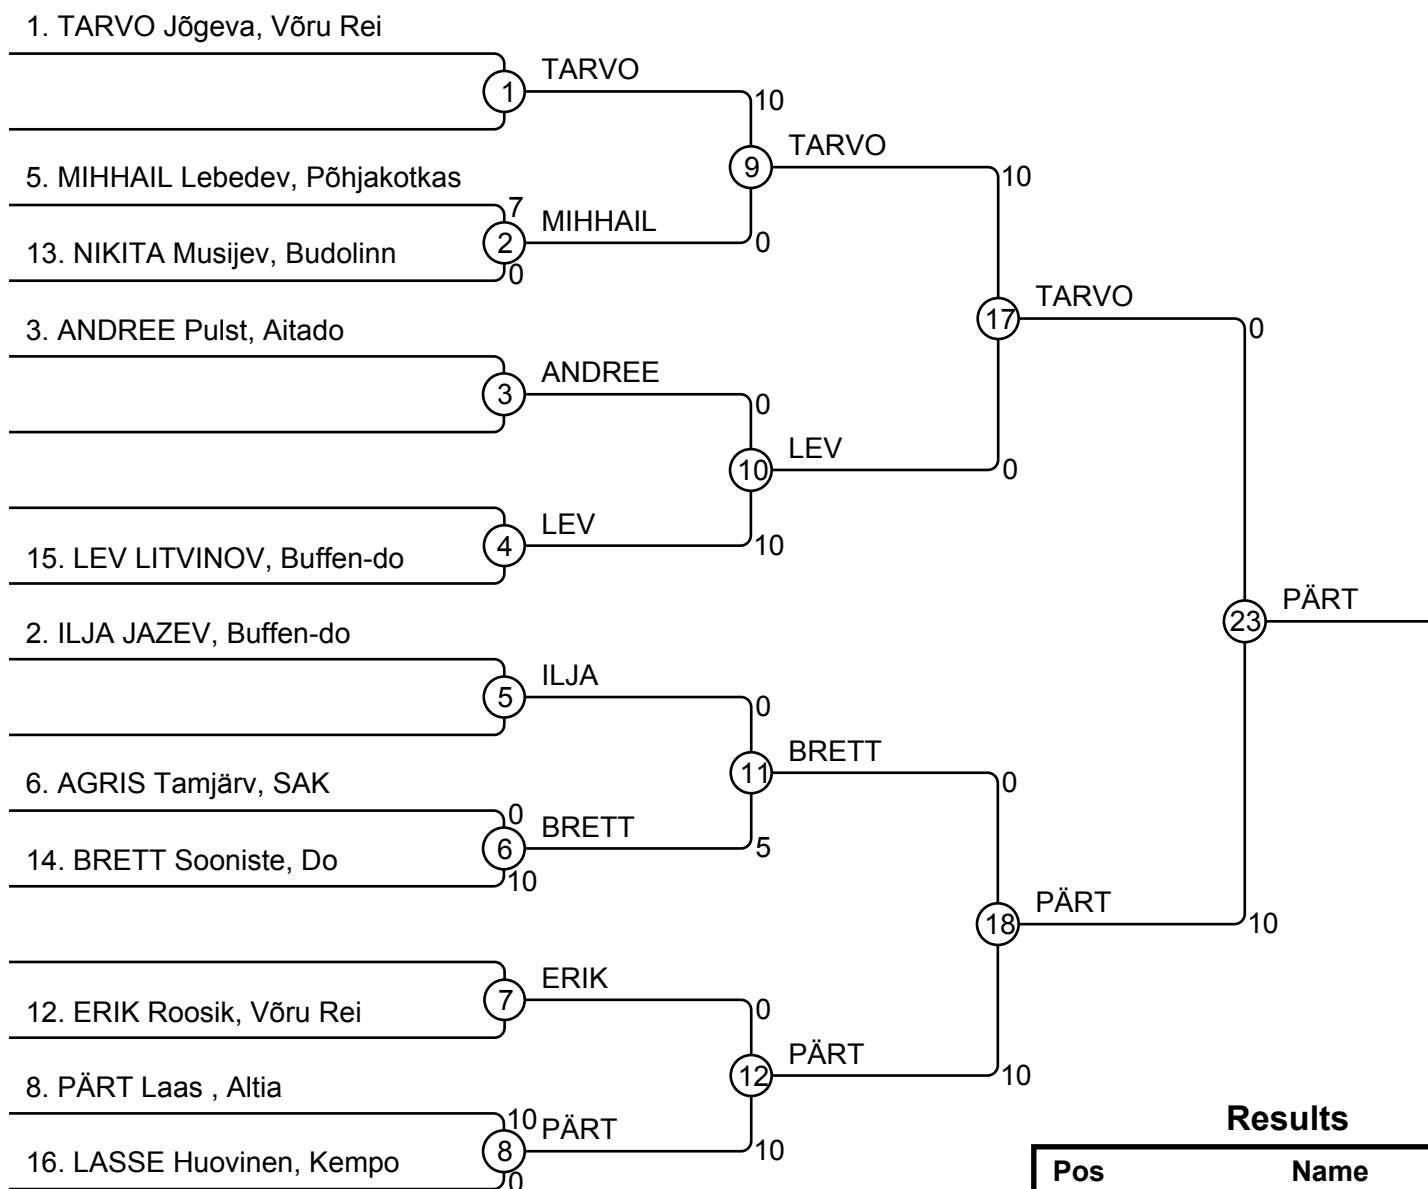 1. TARVO Jõgeva, Võru Rei
TARVO
1
10
TARVO
9
10
5. MIHHAIL Lebedev, Põhjakotkas
7
MIHHAIL
2
0
13. NIKITA Musijev, Budolinn
0
TARVO
17
0
3. ANDREE Pulst, Aitado
ANDREE
3
0
LEV
10
0
LEV
4
10
15. LEV LITVINOV, Buffen-do
PÄRT
23
2. ILJA JAZEV, Buffen-do
ILJA
5
0
BRETT
11
0
6. AGRIS Tamjärv, SAK
0
BRETT
6
5
14. BRETT Sooniste, Do
10
PÄRT
18
10
ERIK
7
0
12. ERIK Roosik, Võru Rei
PÄRT
12
10
8. PÄRT Laas , Altia
10
PÄRT
8
10
16. LASSE Huovinen, Kempo
0
Results
Pos Name